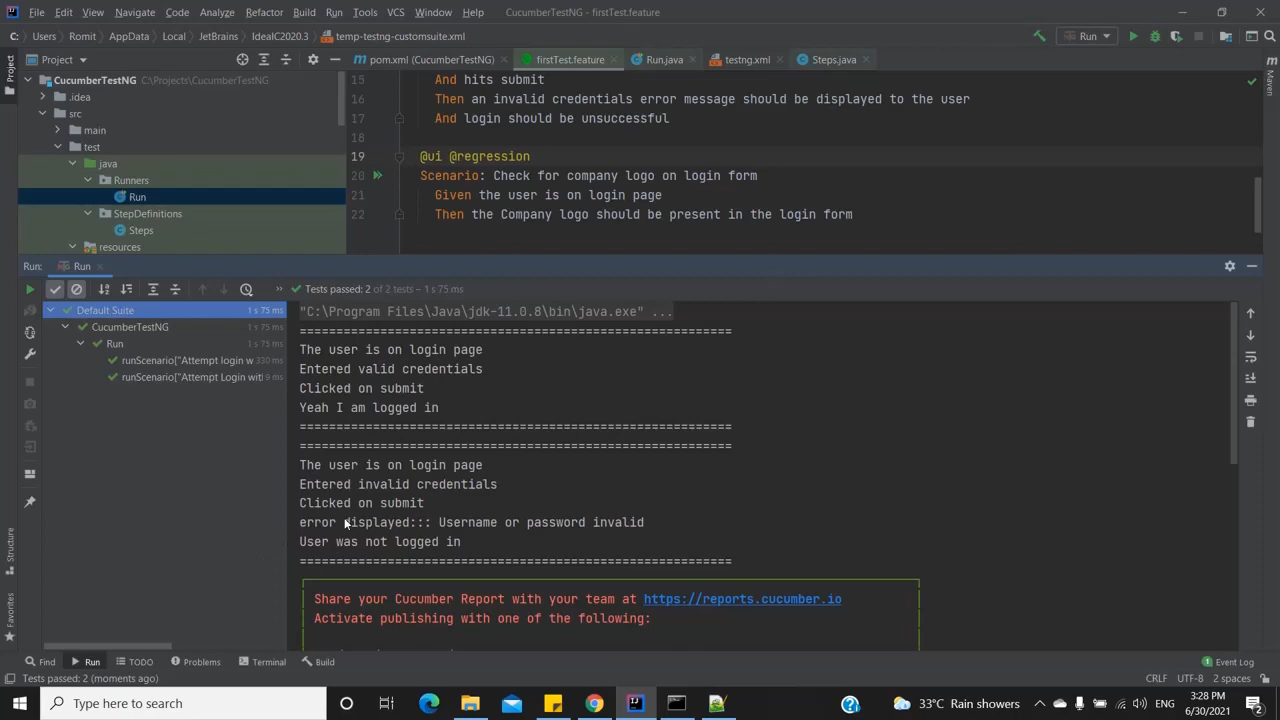 File Edit View Navigate Code Analyze Refactor Build Run Tools VCS Window Help CucumberTestNG - firstTest.feature
C: Users Romit AppData Local JetBrains IdealC2020.3 temp-testng-customsuite.xml Run
Project pom.xml (CucumberTestNG) firstTest.feature Run.java testng.xml Steps.java
Project
Maven
CucumberTestNG C:\Projects\CucumberTestNG
.idea
src
main
test
java
Runners
Run
StepDefinitions
Steps
resources
15 And hits submit
16 Then an invalid credentials error message should be displayed to the user
17 And login should be unsuccessful
18
19 @ui @regression
20 Scenario: Check for company logo on login form
21 Given the user is on login page
22 Then the Company logo should be present in the login form
Run: Run
» Tests passed: 2 of 2 tests – 1 s 75 ms
Default Suite 1 s 75 ms
CucumberTestNG 1 s 75 ms
Run 1 s 75 ms
runScenario["Attempt login w 330 ms
runScenario["Attempt Login wit 9 ms
"C:\Program Files\Java\jdk-11.0.8\bin\java.exe" ...
===============================================
The user is on login page
Entered valid credentials
Clicked on submit
Yeah I am logged in
===============================================
===============================================
The user is on login page
Entered invalid credentials
Clicked on submit
error displayed::: Username or password invalid
User was not logged in
===============================================
Share your Cucumber Report with your team at https://reports.cucumber.io
Activate publishing with one of the following:
Structure
Favorites
Find Run TODO Problems Terminal Build 1 Event Log
Tests passed: 2 (moments ago) CRLF UTF-8 2 spaces
Type here to search 33°C Rain showers ENG 3:28 PM
6/30/2021 2